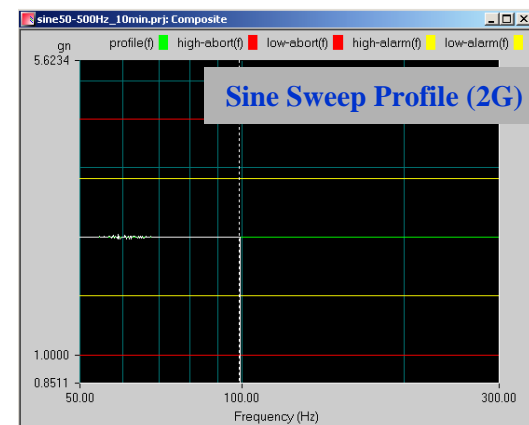 sine50-500Hz_10min.prj: Composite
gn profile(f) high-abort(f) low-abort(f) high-alarm(f) low-alarm(f)
5.6234
Sine Sweep Profile (2G)
1.0000
0.8511
50.00 100.00 300.00
Frequency (Hz)